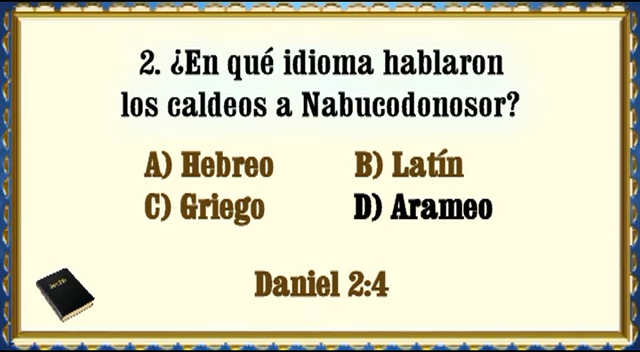 2. ¿En qué idioma hablaron
los caldeos a Nabucodonosor?
A) Hebreo B) Latín
C) Griego D) Arameo
Daniel 2:4